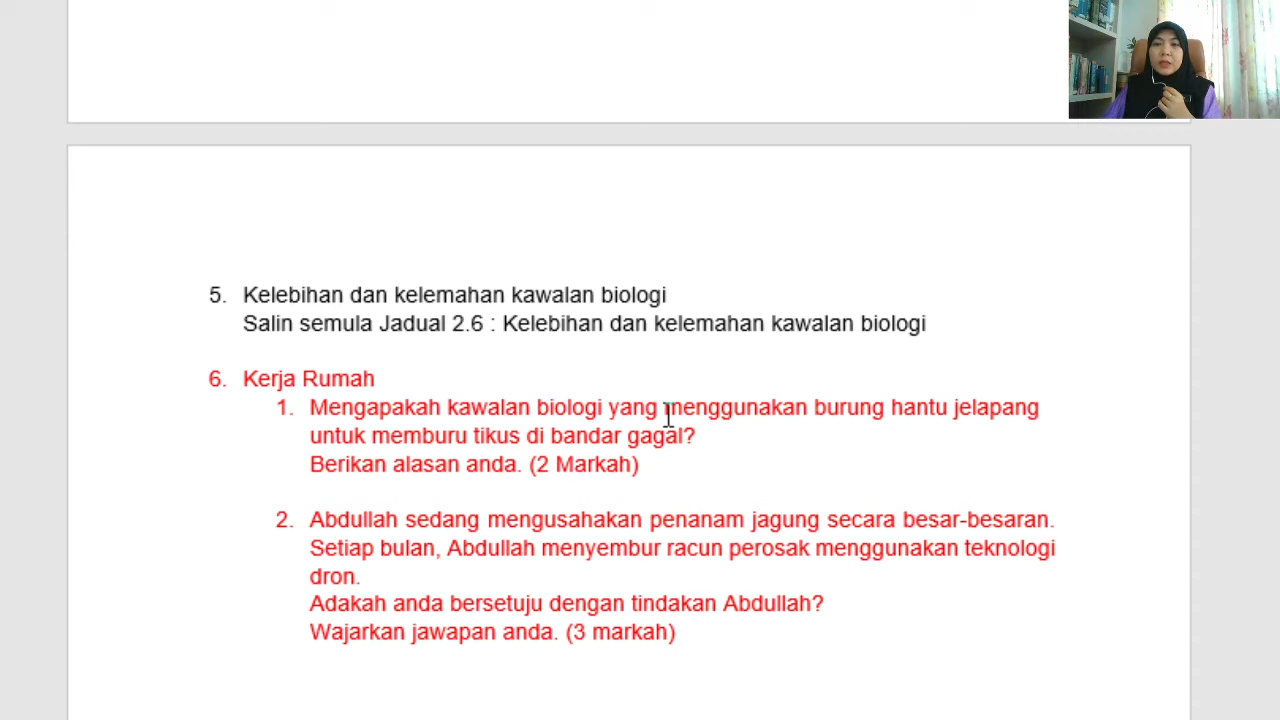 5. Kelebihan dan kelemahan kawalan biologi
Salin semula Jadual 2.6 : Kelebihan dan kelemahan kawalan biologi
6. Kerja Rumah
1. Mengapakah kawalan biologi yang menggunakan burung hantu jelapang
untuk memburu tikus di bandar gagal?
Berikan alasan anda. (2 Markah)
2. Abdullah sedang mengusahakan penanam jagung secara besar-besaran.
Setiap bulan, Abdullah menyembur racun perosak menggunakan teknologi
dron.
Adakah anda bersetuju dengan tindakan Abdullah?
Wajarkan jawapan anda. (3 markah)